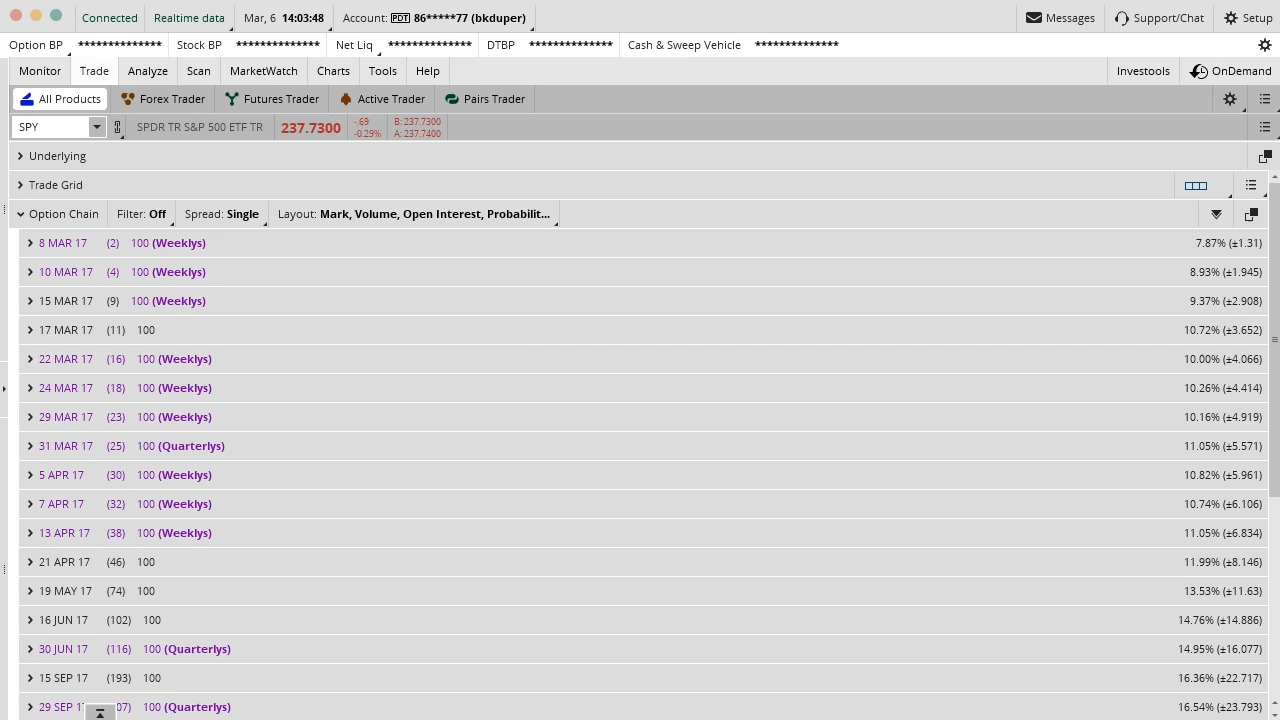 Connected Realtime data Mar, 6 14:03:48 Account: PDT 86*****77 (bkduper) Messages Support/Chat Setup
Option BP ************** Stock BP ************** Net Liq ************** DTBP ************** Cash & Sweep Vehicle **************
Monitor Trade Analyze Scan MarketWatch Charts Tools Help Investools OnDemand
All Products Forex Trader Futures Trader Active Trader Pairs Trader
SPY SPDR TR S&P 500 ETF TR 237.7300 -.69 B: 237.7300
-0.29% A: 237.7400
Underlying
Trade Grid
Option Chain Filter: Off Spread: Single Layout: Mark, Volume, Open Interest, Probabilit...
8 MAR 17 (2) 100 (Weeklys) 7.87% (±1.31)
10 MAR 17 (4) 100 (Weeklys) 8.93% (±1.945)
15 MAR 17 (9) 100 (Weeklys) 9.37% (±2.908)
17 MAR 17 (11) 100 10.72% (±3.652)
22 MAR 17 (16) 100 (Weeklys) 10.00% (±4.066)
24 MAR 17 (18) 100 (Weeklys) 10.26% (±4.414)
29 MAR 17 (23) 100 (Weeklys) 10.16% (±4.919)
31 MAR 17 (25) 100 (Quarterlys) 11.05% (±5.571)
5 APR 17 (30) 100 (Weeklys) 10.82% (±5.961)
7 APR 17 (32) 100 (Weeklys) 10.74% (±6.106)
13 APR 17 (38) 100 (Weeklys) 11.05% (±6.834)
21 APR 17 (46) 100 11.99% (±8.146)
19 MAY 17 (74) 100 13.53% (±11.63)
16 JUN 17 (102) 100 14.76% (±14.886)
30 JUN 17 (116) 100 (Quarterlys) 14.95% (±16.077)
15 SEP 17 (193) 100 16.36% (±22.717)
29 SEP 100 (Quarterlys) 16.54% (±23.793)